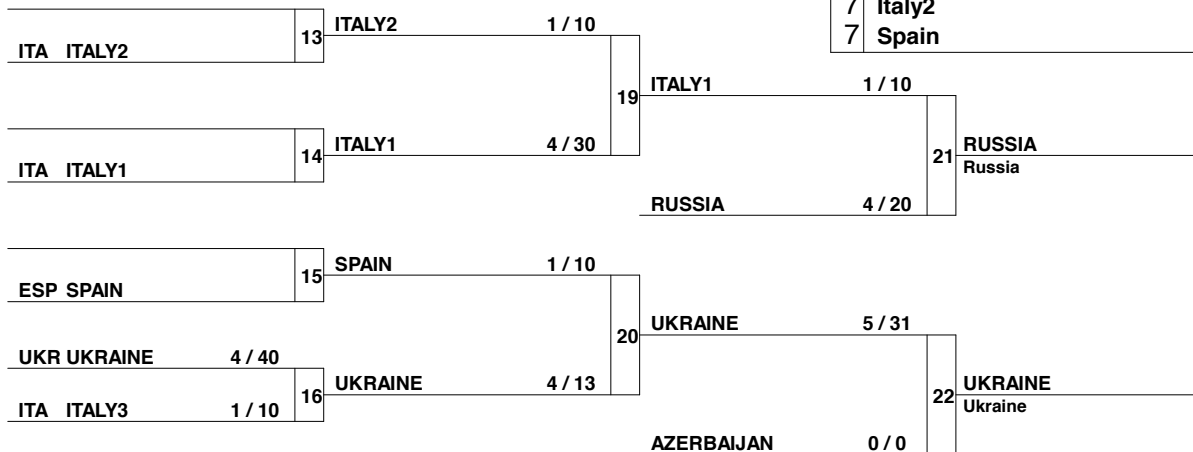 7 Italy2
7 Spain
13 ITALY2 1 / 10
ITA ITALY2
19 ITALY1 1 / 10
14 ITALY1 4 / 30
ITA ITALY1
21 RUSSIA
Russia
RUSSIA 4 / 20
15 SPAIN 1 / 10
ESP SPAIN
20 UKRAINE 5 / 31
UKR UKRAINE 4 / 40
16 UKRAINE 4 / 13
ITA ITALY3 1 / 10
22 UKRAINE
Ukraine
AZERBAIJAN 0 / 0